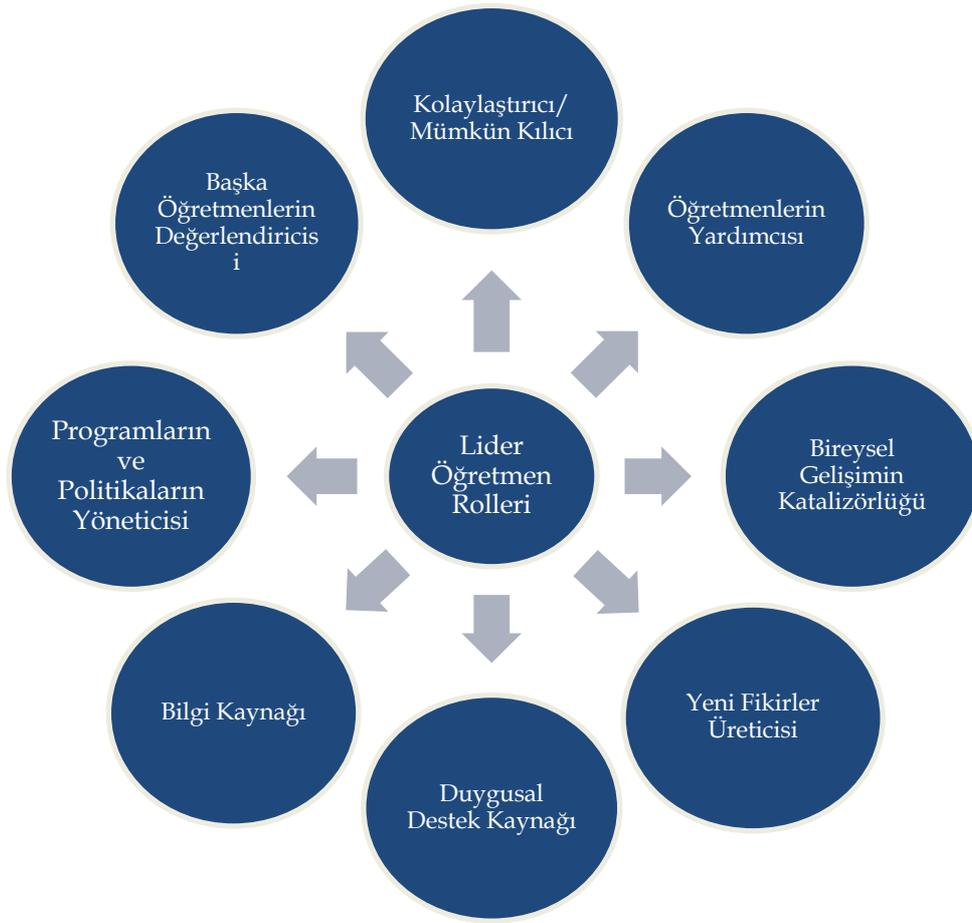 Kolaylaştırıcı/
Mümkün Kılıcı
Öğretmenlerin
Yardımcısı
Bireysel
Gelişimin
Katalizörlüğü
Yeni Fikirler
Üreticisi
Duygusal
Destek Kaynağı
Bilgi Kaynağı
Programların
ve
Politikaların
Yöneticisi
Başka
Öğretmenlerin
Değerlendiricis
i
Lider
Öğretmen
Rolleri